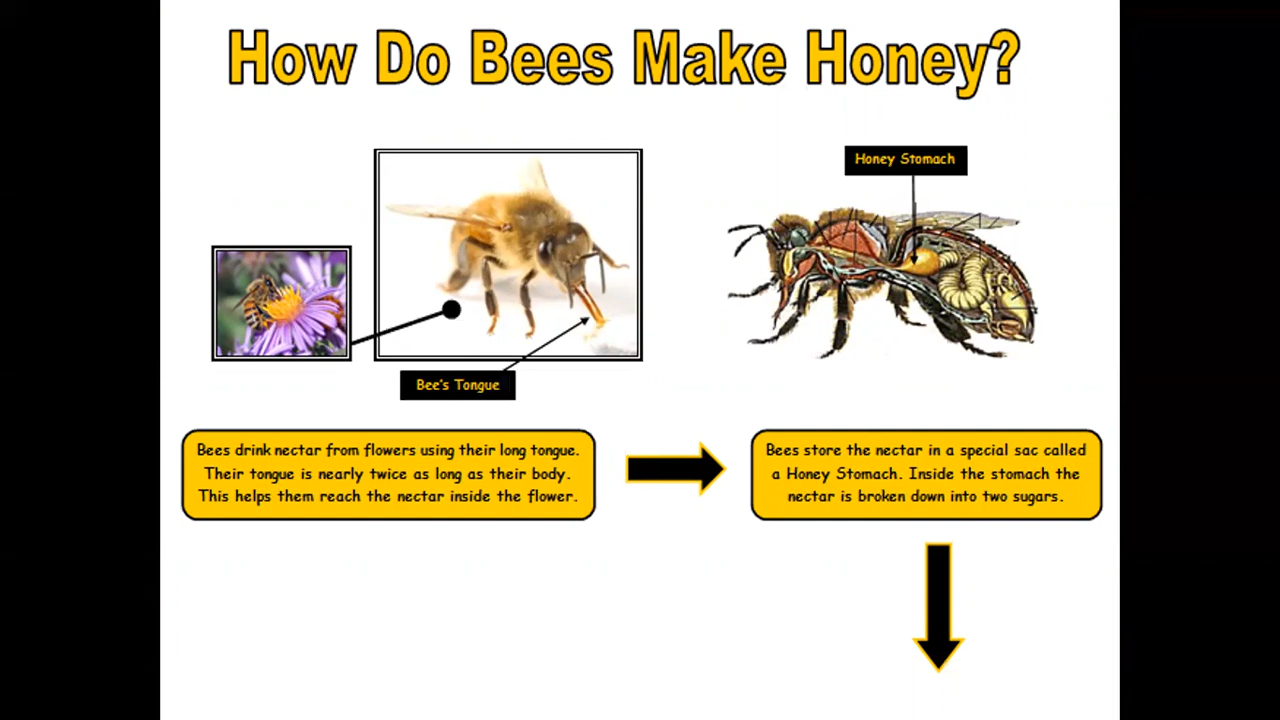 How Do Bees Make Honey?
Honey Stomach
Bee's Tongue
Bees drink nectar from flowers using their long tongue.
Their tongue is nearly twice as long as their body.
This helps them reach the nectar inside the flower.
Bees store the nectar in a special sac called
a Honey Stomach. Inside the stomach the
nectar is broken down into two sugars.